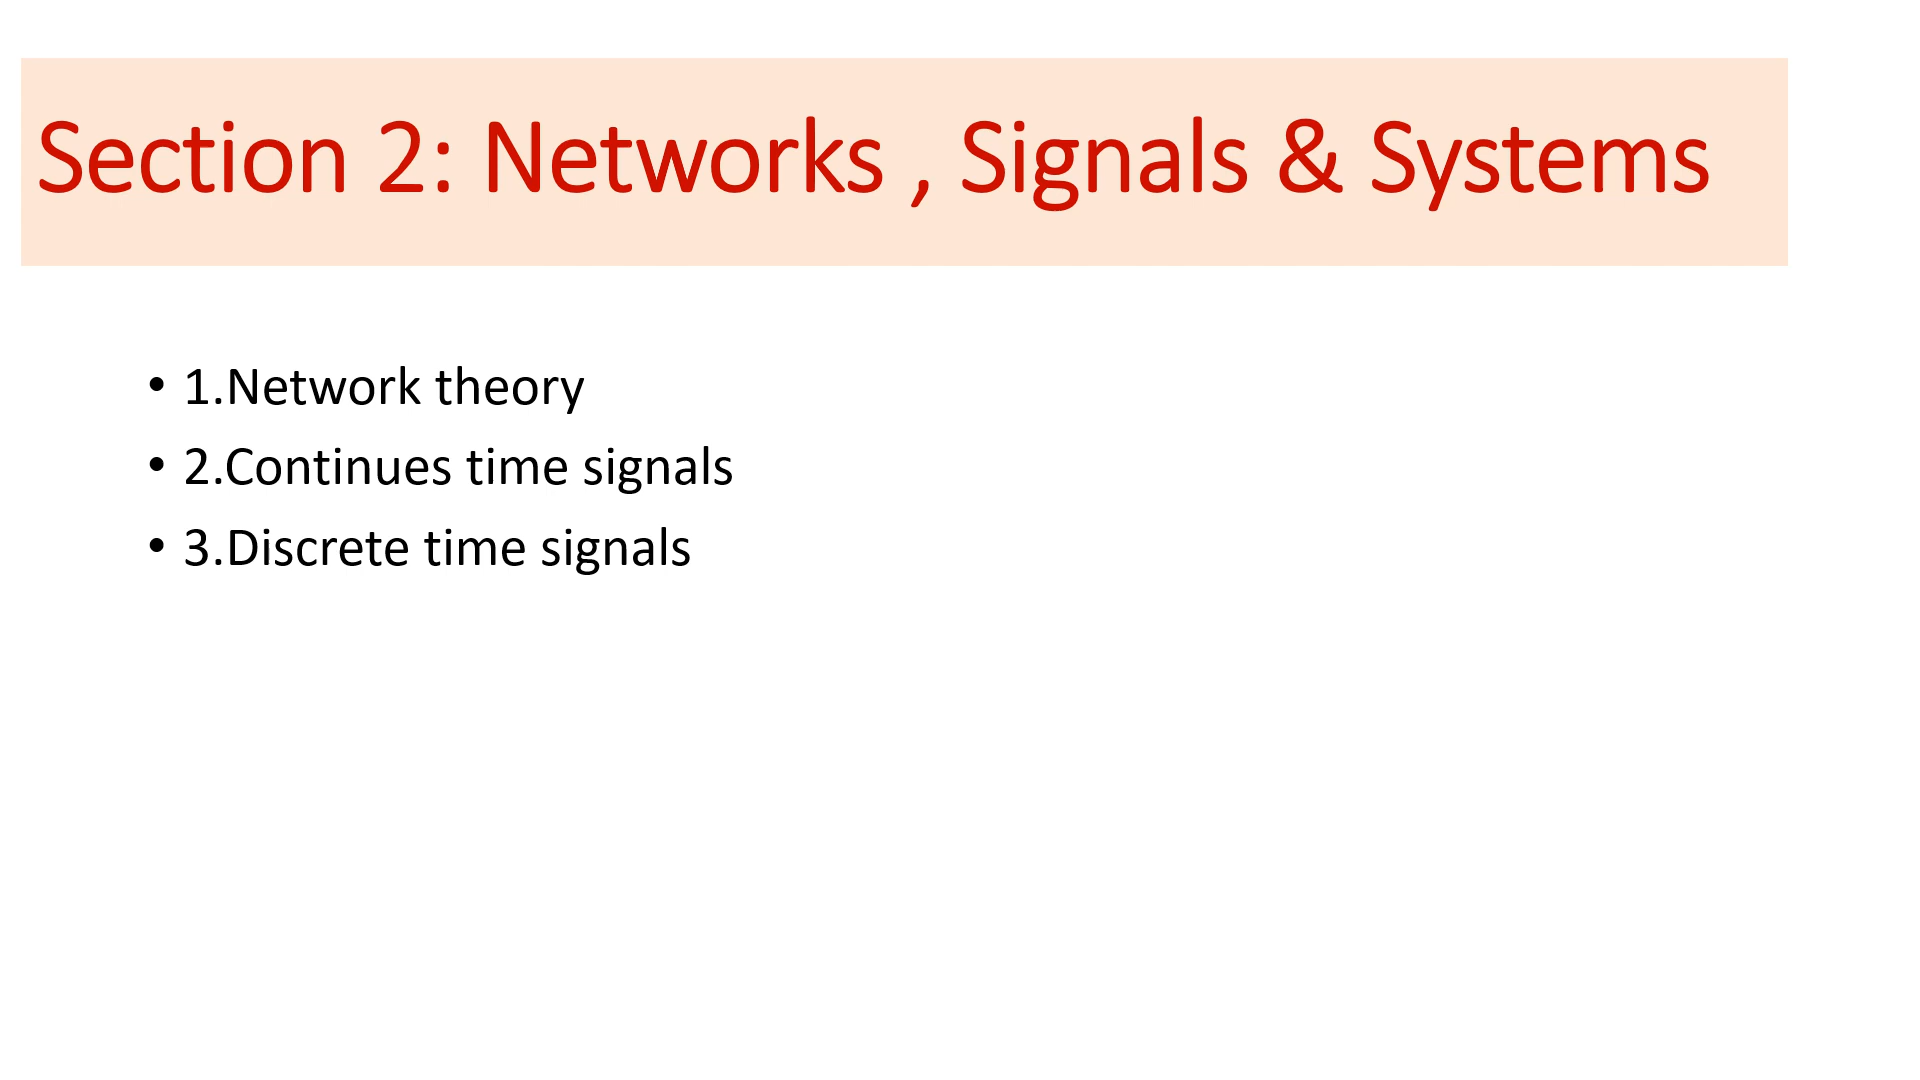 Section 2: Networks , Signals & Systems
• 1.Network theory
• 2.Continues time signals
• 3.Discrete time signals